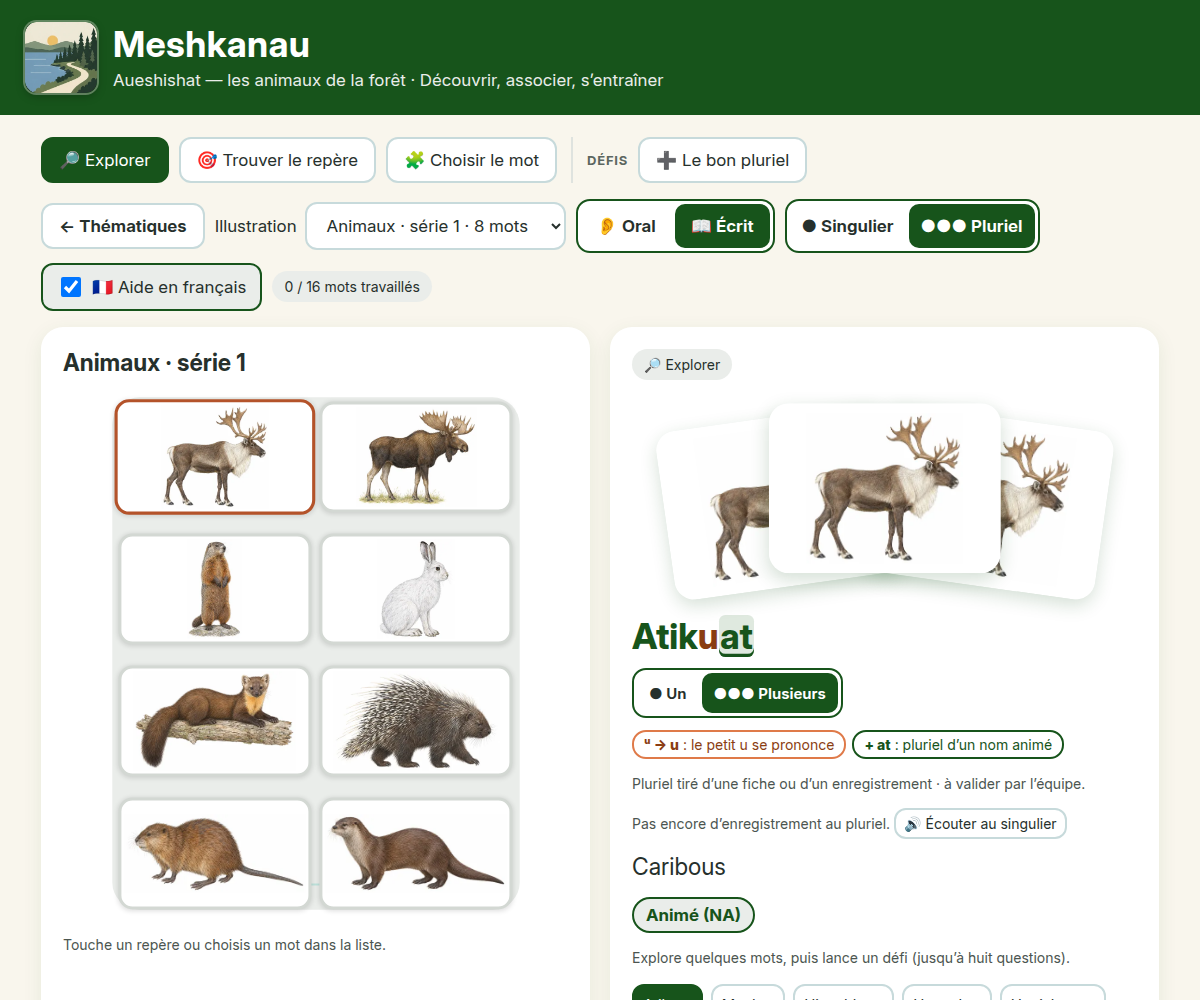 Meshkanau
Aueshishat — les animaux de la forêt · Découvrir, associer, s’entraîner
Explorer
Trouver le repère
Choisir le mot
DÉFIS
Le bon pluriel
← Thématiques
Illustration
Animaux · série 1 · 8 mots
Oral
Écrit
Singulier
Pluriel
Aide en français
0 / 16 mots travaillés
Animaux · série 1
Touche un repère ou choisis un mot dans la liste.
Explorer
Atikuat
Un
Plusieurs
ᵘ → u : le petit u se prononce
+ at : pluriel d’un nom animé
Pluriel tiré d’une fiche ou d’un enregistrement · à valider par l’équipe.
Pas encore d’enregistrement au pluriel.
Écouter au singulier
Caribous
Animé (NA)
Explore quelques mots, puis lance un défi (jusqu’à huit questions).